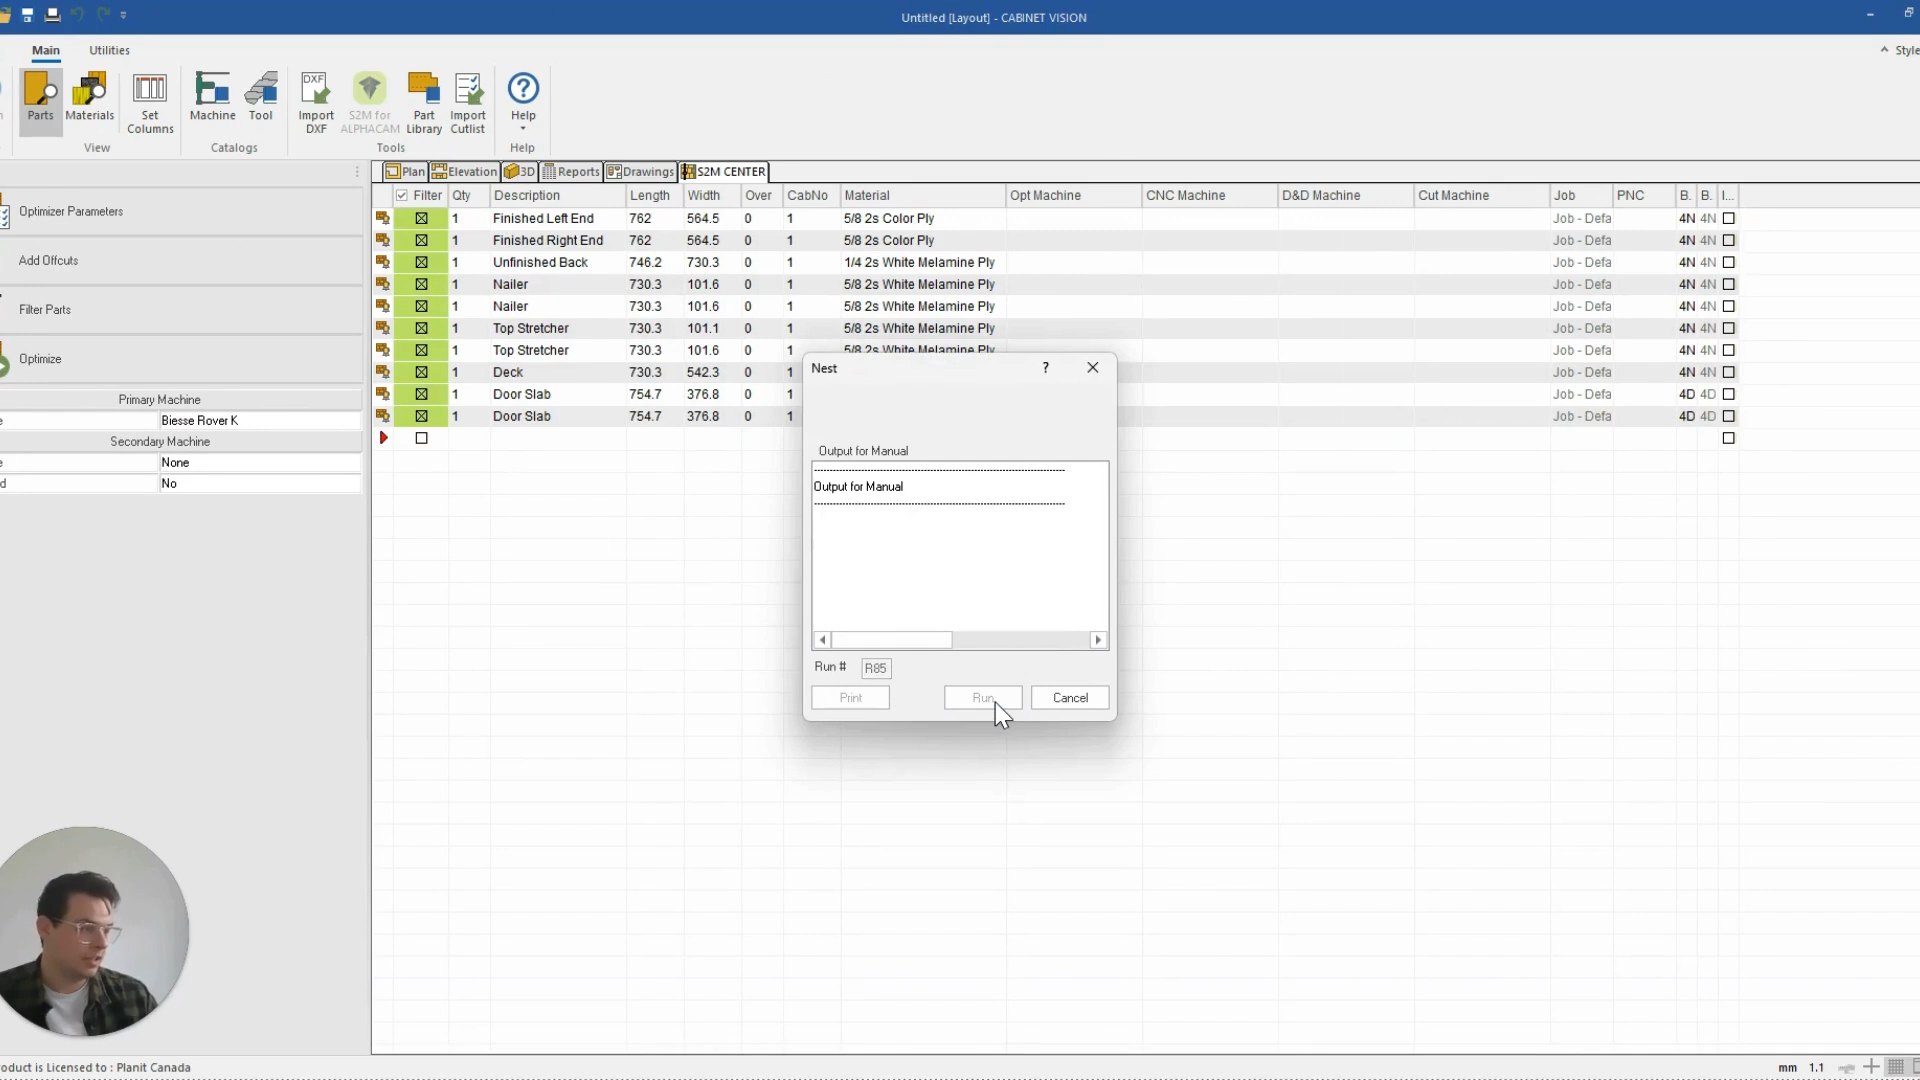 Untitled [Layout] - CABINET VISION
Main Utilities
Style
Parts
Materials
Set Columns
Machine
Tool
Import DXF
S2M for ALPHACAM
Part Library
Import Cutlist
Help
View
Catalogs
Tools
Help
Plan Elevation 3D Reports Drawings S2M CENTER
Filter Qty Description Length Width Over CabNo Material Opt Machine CNC Machine D&D Machine Cut Machine Job PNC B. B. I...
1 Finished Left End 762 564.5 0 1 5/8 2s Color Ply Job - Defa 4N 4N
1 Finished Right End 762 564.5 0 1 5/8 2s Color Ply Job - Defa 4N 4N
1 Unfinished Back 746.2 730.3 0 1 1/4 2s White Melamine Ply Job - Defa 4N 4N
1 Nailer 730.3 101.6 0 1 5/8 2s White Melamine Ply Job - Defa 4N 4N
1 Nailer 730.3 101.6 0 1 5/8 2s White Melamine Ply Job - Defa 4N 4N
1 Top Stretcher 730.3 101.1 0 1 5/8 2s White Melamine Ply Job - Defa 4N 4N
1 Top Stretcher 730.3 101.6 0 1 5/8 2s White Melamine Ply Job - Defa 4N 4N
1 Deck 730.3 542.3 0 1 Job - Defa 4N 4N
1 Door Slab 754.7 376.8 0 1 Job - Defa 4D 4D
1 Door Slab 754.7 376.8 0 1 Job - Defa 4D 4D
Optimizer Parameters
Add Offcuts
Filter Parts
Optimize
Primary Machine
e Biesse Rover K
Secondary Machine
e None
d No
Nest ?
Output for Manual
Output for Manual
Run # R85
Print Run Cancel
roduct is Licensed to : Planit Canada
mm 1.1